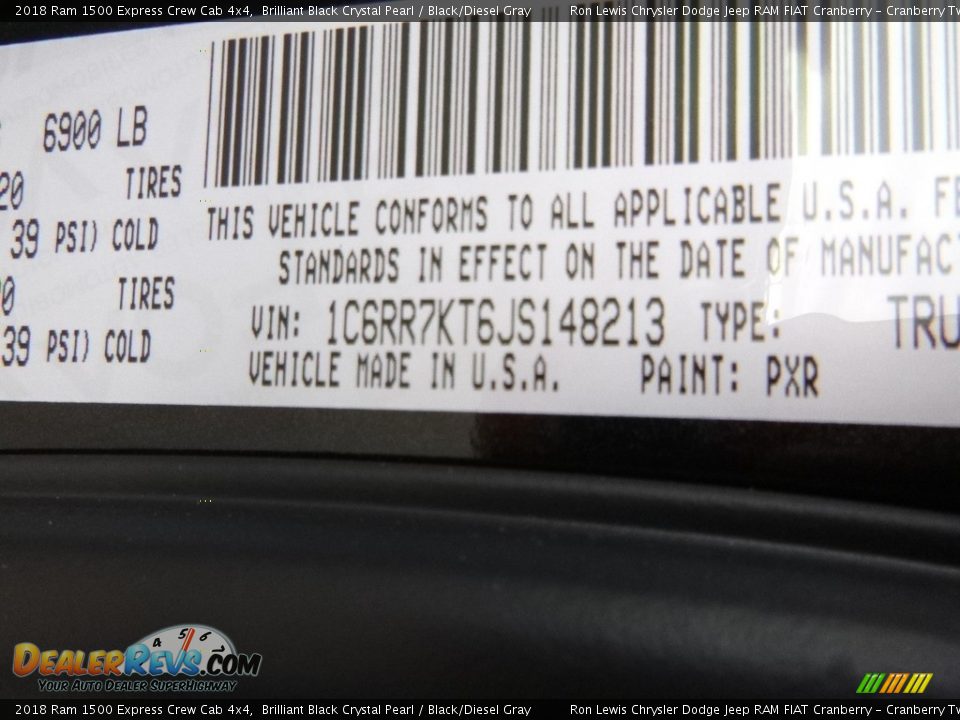 2018 Ram 1500 Express Crew Cab 4x4, Brilliant Black Crystal Pearl / Black/Diesel Gray Ron Lewis Chrysler Dodge Jeep RAM FIAT Cranberry - Cranberry Tw
6900 LB
20 TIRES
39 PSI) COLD
TIRES
39 PSI) COLD
THIS VEHICLE CONFORMS TO ALL APPLICABLE U.S.A. FE
STANDARDS IN EFFECT ON THE DATE OF MANUFACT
VIN: 1C6RR7KT6JS148213 TYPE: TRU
VEHICLE MADE IN U.S.A. PAINT: PXR
4 5 6
DEALERREVS.COM
YOUR AUTO DEALER SUPERHIGHWAY
2018 Ram 1500 Express Crew Cab 4x4, Brilliant Black Crystal Pearl / Black/Diesel Gray Ron Lewis Chrysler Dodge Jeep RAM FIAT Cranberry - Cranberry Tw